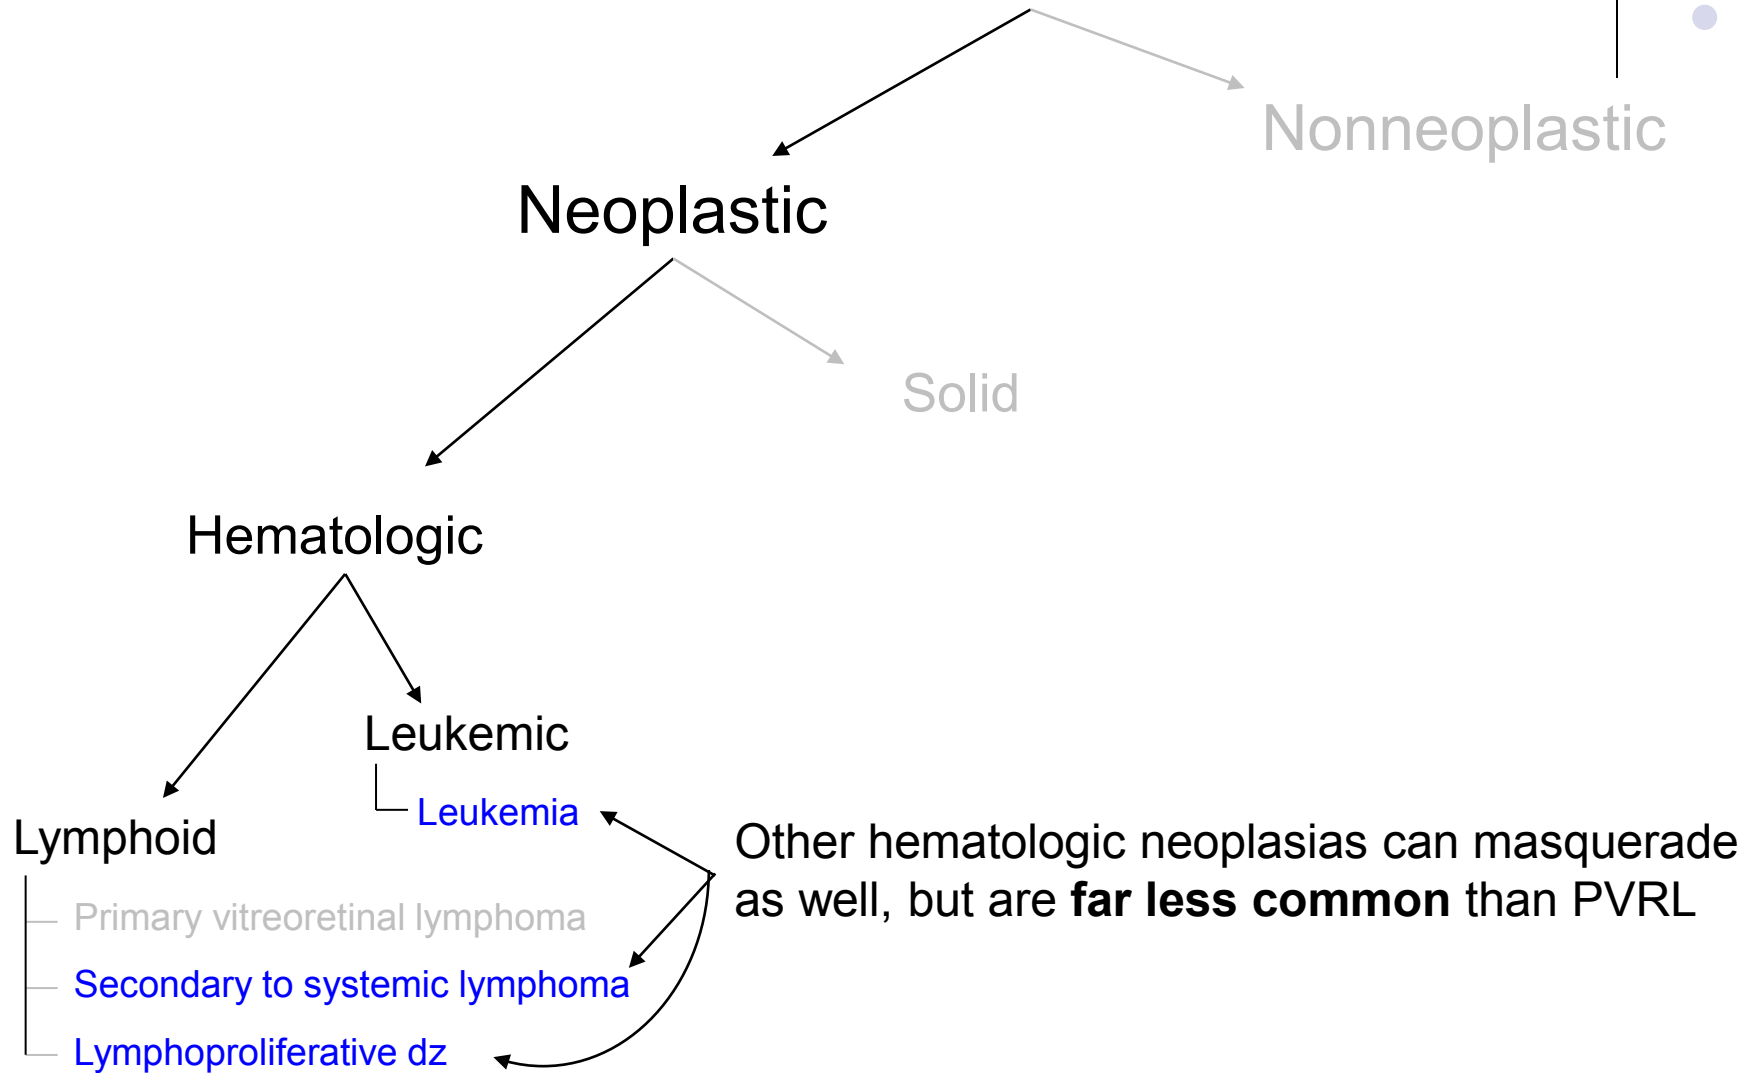 Nonneoplastic
Neoplastic
Solid
Hematologic
Leukemic
Leukemia
Lymphoid
Primary vitreoretinal lymphoma
Secondary to systemic lymphoma
Lymphoproliferative dz
Other hematologic neoplasias can masquerade
as well, but are far less common than PVRL